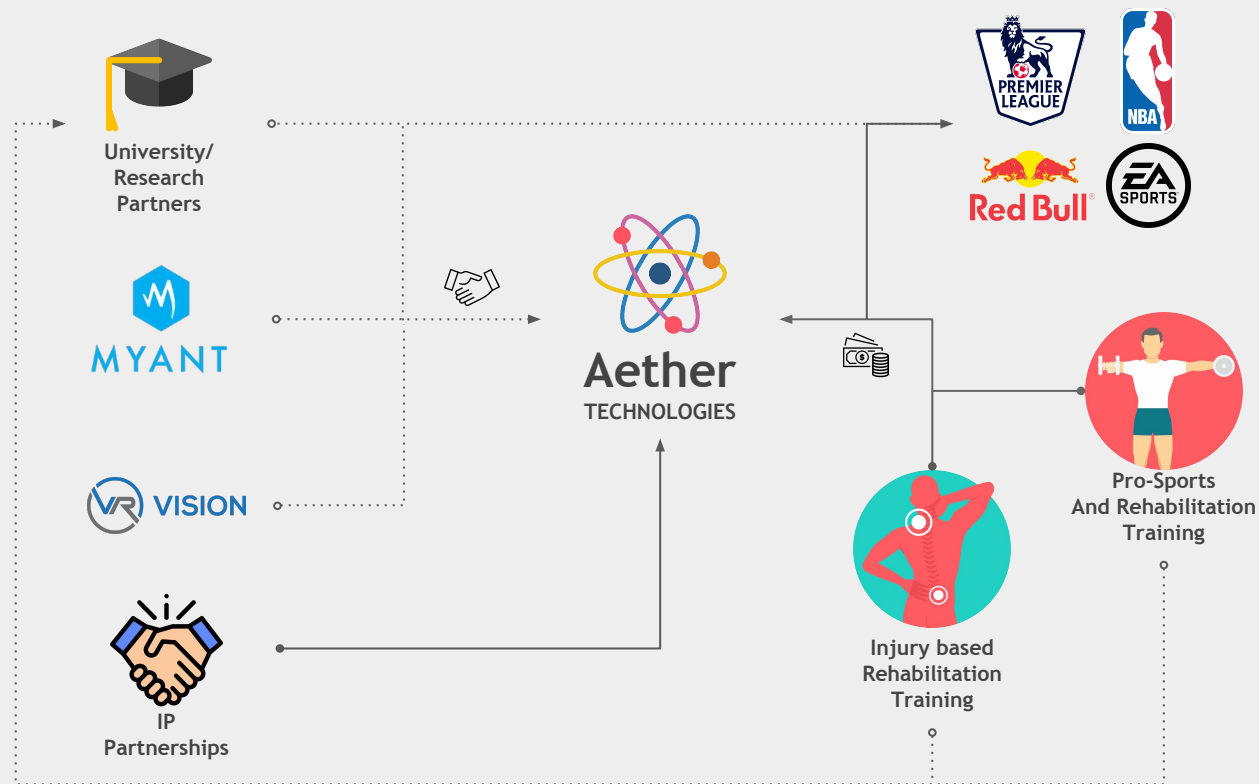 University/
Research
Partners
MYANT
VR VISION
IP
Partnerships
Aether
TECHNOLOGIES
$
PREMIER
LEAGUE
NBA
Red Bull®
EA
SPORTS
Pro-Sports
And Rehabilitation
Training
Injury based
Rehabilitation
Training